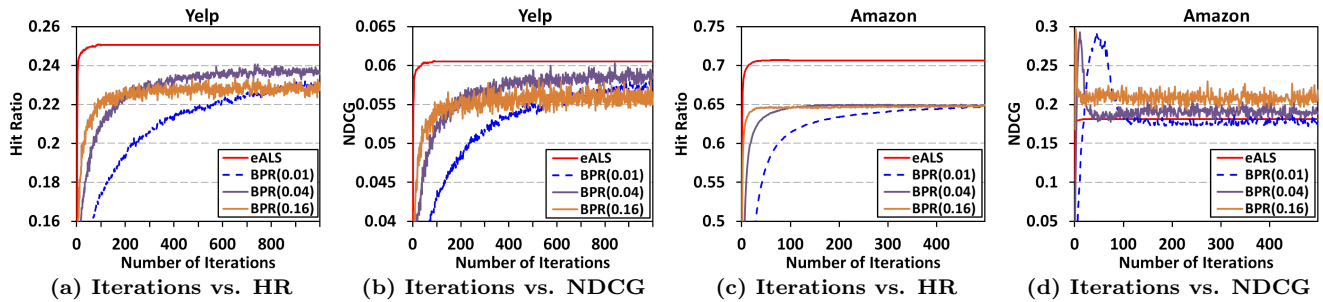 Yelp
0.26
0.24
0.22
0.2
0.18
0.16
Hit Ratio
eALS
BPR(0.01)
BPR(0.04)
BPR(0.16)
200 400 600 800
Number of Iterations
(a) Iterations vs. HR
Yelp
0.065
0.06
0.055
0.05
0.045
0.04
NDCG
eALS
BPR(0.01)
BPR(0.04)
BPR(0.16)
200 400 600 800
Number of Iterations
(b) Iterations vs. NDCG
Amazon
0.75
0.7
0.65
0.6
0.55
0.5
Hit Ratio
eALS
BPR(0.01)
BPR(0.04)
BPR(0.16)
0 100 200 300 400
Number of Iterations
(c) Iterations vs. HR
Amazon
0.3
0.25
0.2
0.15
0.1
0.05
NDCG
eALS
BPR(0.01)
BPR(0.04)
BPR(0.16)
0 100 200 300 400
Number of Iterations
(d) Iterations vs. NDCG